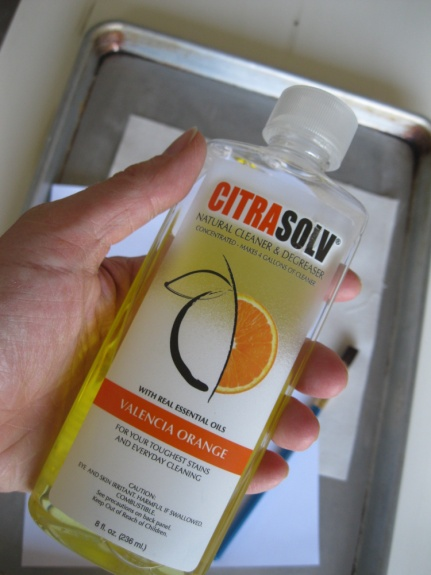 CITRASOLV®
NATURAL CLEANER & DEGREASER
CONCENTRATED - MAKES 4 GALLONS OF CLEANER
WITH REAL ESSENTIAL OILS
VALENCIA ORANGE
FOR YOUR TOUGHEST STAINS
AND EVERYDAY CLEANING
CAUTION:
EYE AND SKIN IRRITANT. HARMFUL IF SWALLOWED.
COMBUSTIBLE.
See precautions on back panel.
Keep Out of Reach of Children.
8 fl. oz. (236 ml.)